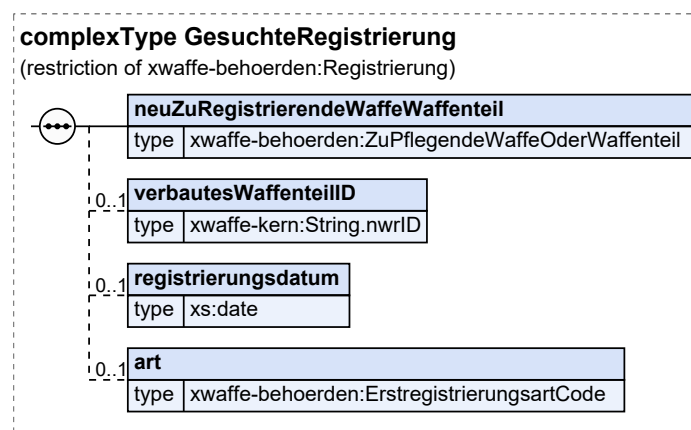 complexType GesuchteRegistrierung
(restriction of xwaffe-behoerden:Registrierung)
neuZuRegistrierendeWaffeWaffenteil
type xwaffe-behoerden:ZuPflegendeWaffeOderWaffenteil
0..1 verbautesWaffenteilID
type xwaffe-kern:String.nwrID
0..1 registrierungsdatum
type xs:date
0..1 art
type xwaffe-behoerden:ErstregistrierungsartCode